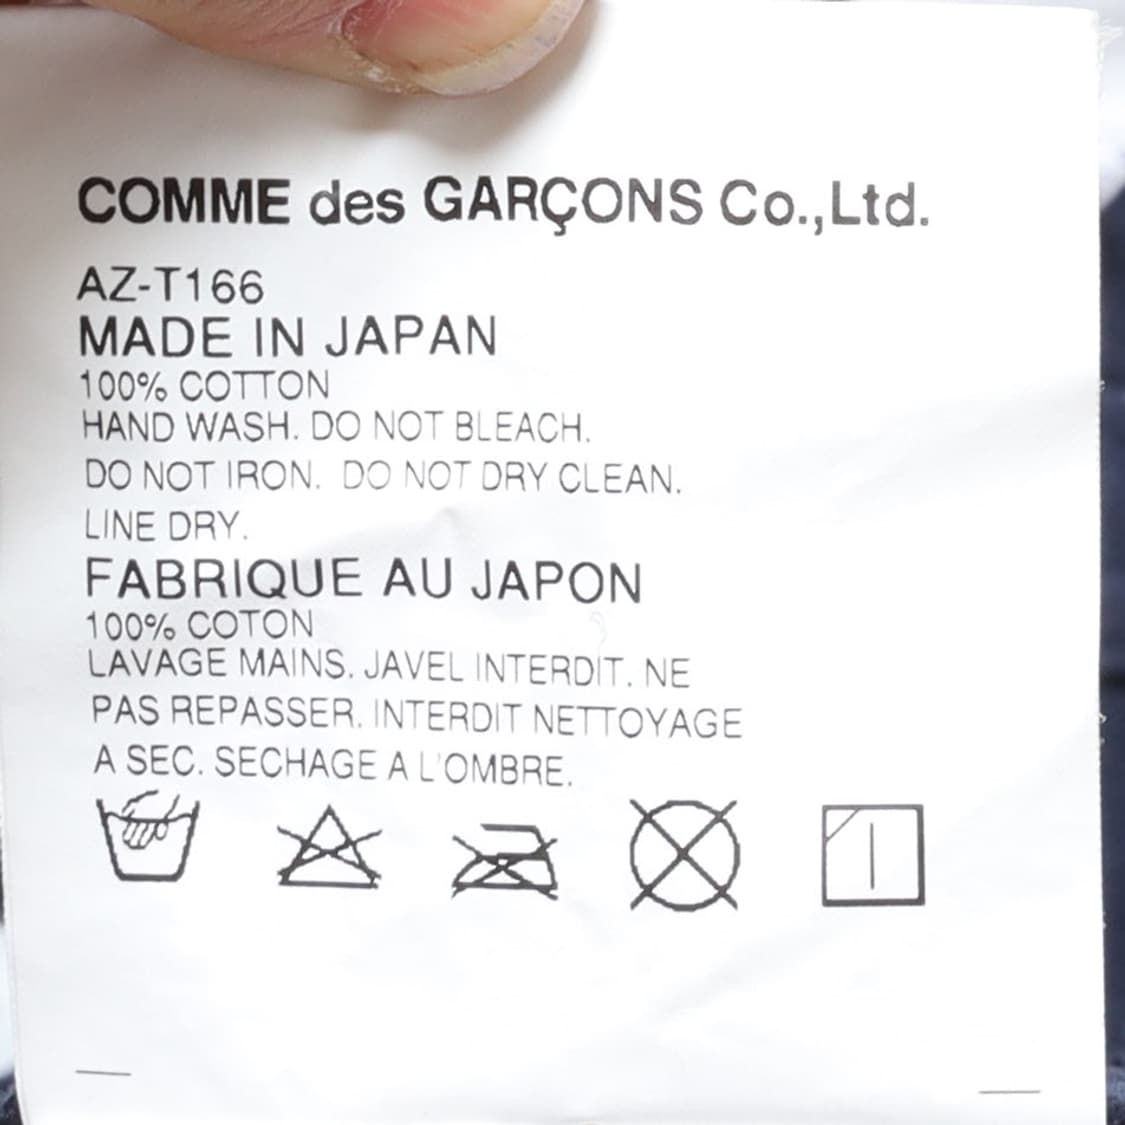 COMME des GARÇONS Co.,Ltd.
AZ-T166
MADE IN JAPAN
100% COTTON
HAND WASH. DO NOT BLEACH.
DO NOT IRON. DO NOT DRY CLEAN.
LINE DRY.
FABRIQUE AU JAPON
100% COTON
LAVAGE MAINS. JAVEL INTERDIT. NE
PAS REPASSER. INTERDIT NETTOYAGE
A SEC. SECHAGE A L'OMBRE.